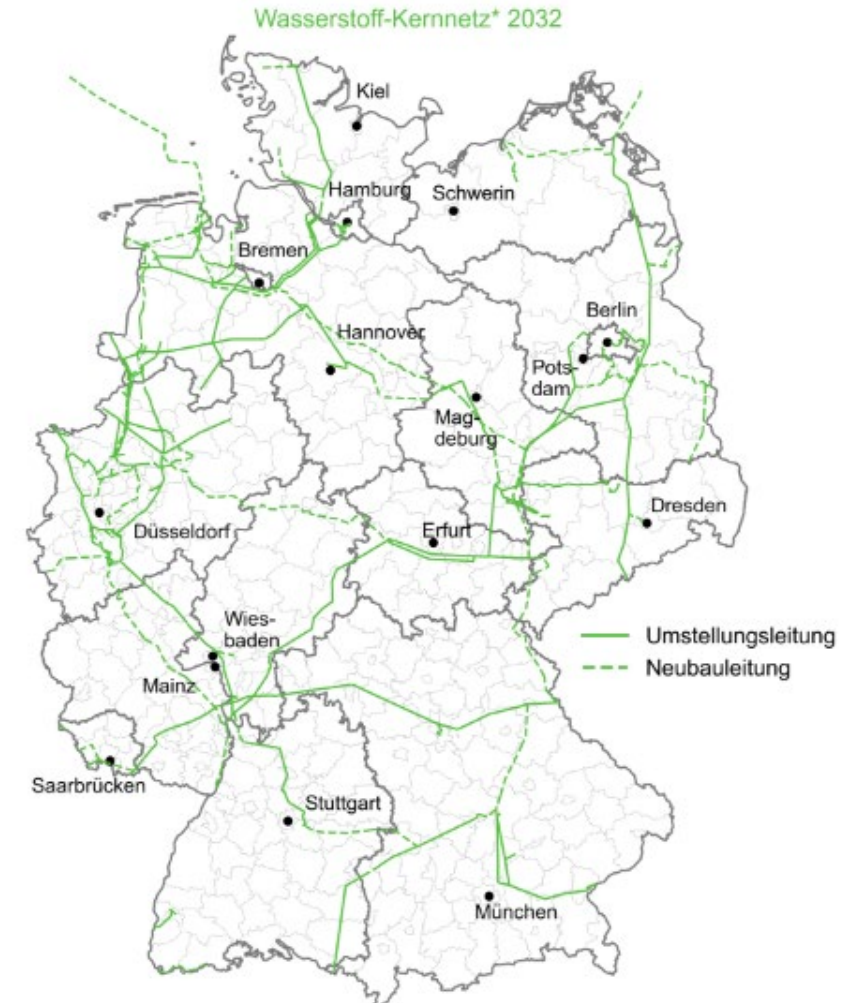 Wasserstoff-Kernnetz* 2032
Kiel
Hamburg
Schwerin
Bremen
Berlin
Hannover
Pots-
dam
Mag-
deburg
Dresden
Düsseldorf
Erfurt
Wies-
baden
Umstellungsleitung
Neubauleitung
Mainz
Saarbrücken
Stuttgart
München